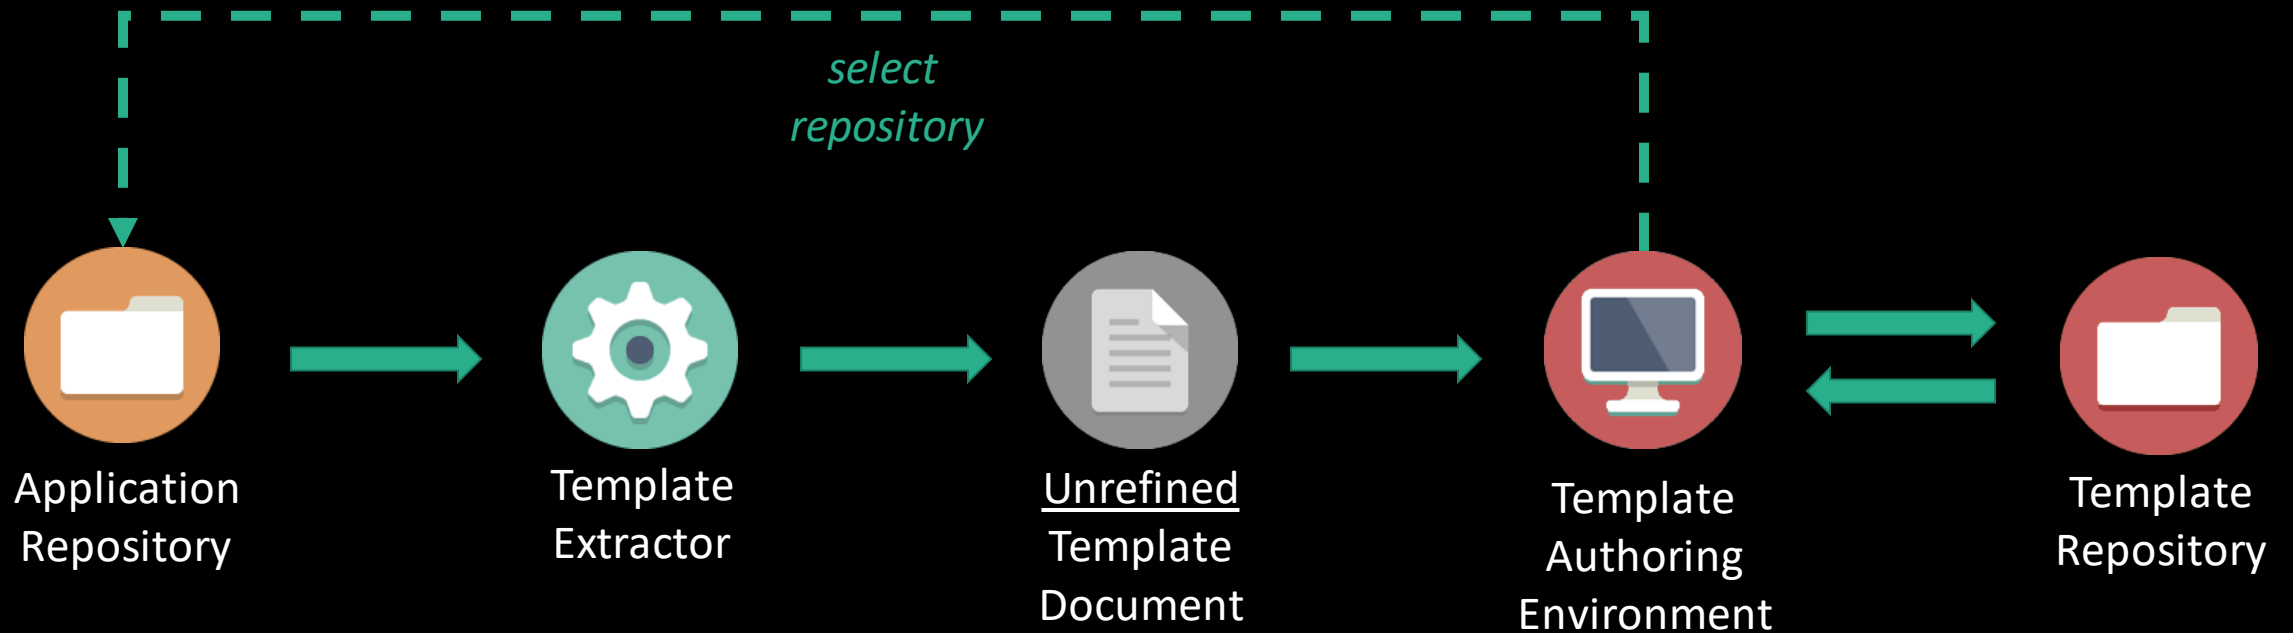 select
repository
Application
Repository
Template
Extractor
Unrefined
Template
Document
Template
Authoring
Environment
Template
Repository